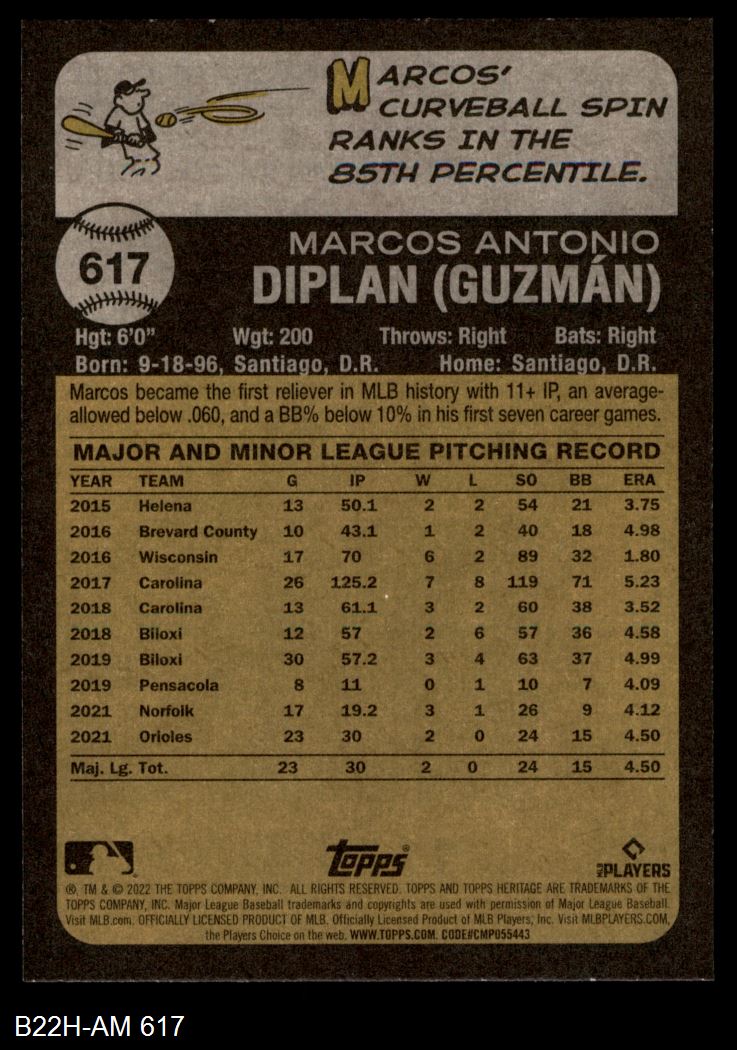 MARCOS'
CURVEBALL SPIN
RANKS IN THE
85TH PERCENTILE.
617
MARCOS ANTONIO
DIPLAN (GUZMÁN)
Hgt: 6'0" Wgt: 200 Throws: Right Bats: Right
Born: 9-18-96, Santiago, D.R. Home: Santiago, D.R.
Marcos became the first reliever in MLB history with 11+ IP, an average-
allowed below .060, and a BB% below 10% in his first seven career games.
MAJOR AND MINOR LEAGUE PITCHING RECORD
YEAR TEAM G IP W L SO BB ERA
2015 Helena 13 50.1 2 2 54 21 3.75
2016 Brevard County 10 43.1 1 2 40 18 4.98
2016 Wisconsin 17 70 6 2 89 32 1.80
2017 Carolina 26 125.2 7 8 119 71 5.23
2018 Carolina 13 61.1 3 2 60 38 3.52
2018 Biloxi 12 57 2 6 57 36 4.58
2019 Biloxi 30 57.2 3 4 63 37 4.99
2019 Pensacola 8 11 0 1 10 7 4.09
2021 Norfolk 17 19.2 3 1 26 9 4.12
2021 Orioles 23 30 2 0 24 15 4.50
Maj. Lg. Tot. 23 30 2 0 24 15 4.50
Topps® MLB PLAYERS
®, TM & © 2022 THE TOPPS COMPANY, INC. ALL RIGHTS RESERVED. TOPPS AND TOPPS HERITAGE ARE TRADEMARKS OF THE
TOPPS COMPANY, INC. Major League Baseball trademarks and copyrights are used with permission of Major League Baseball.
Visit MLB.com. OFFICIALLY LICENSED PRODUCT OF MLB. Officially Licensed Product of MLB Players, Inc. Visit MLBPLAYERS.COM,
the Players Choice on the web. WWW.TOPPS.COM. CODE#CMP055443
B22H-AM 617